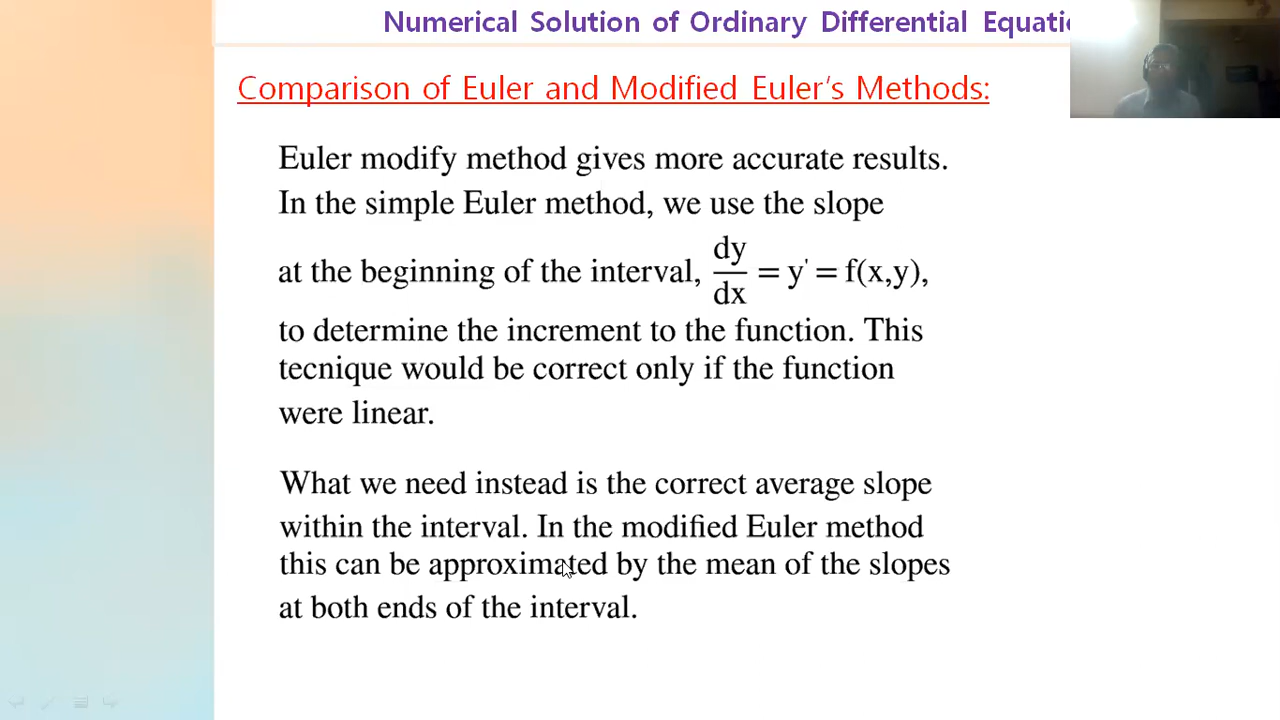 Numerical Solution of Ordinary Differential
Comparison of Euler and Modified Euler's Methods:
Euler modify method gives more accurate results.
In the simple Euler method, we use the slope
at the beginning of the interval, dy/dx = y' = f(x,y),
to determine the increment to the function. This
tecnique would be correct only if the function
were linear.
What we need instead is the correct average slope
within the interval. In the modified Euler method
this can be approximated by the mean of the slopes
at both ends of the interval.